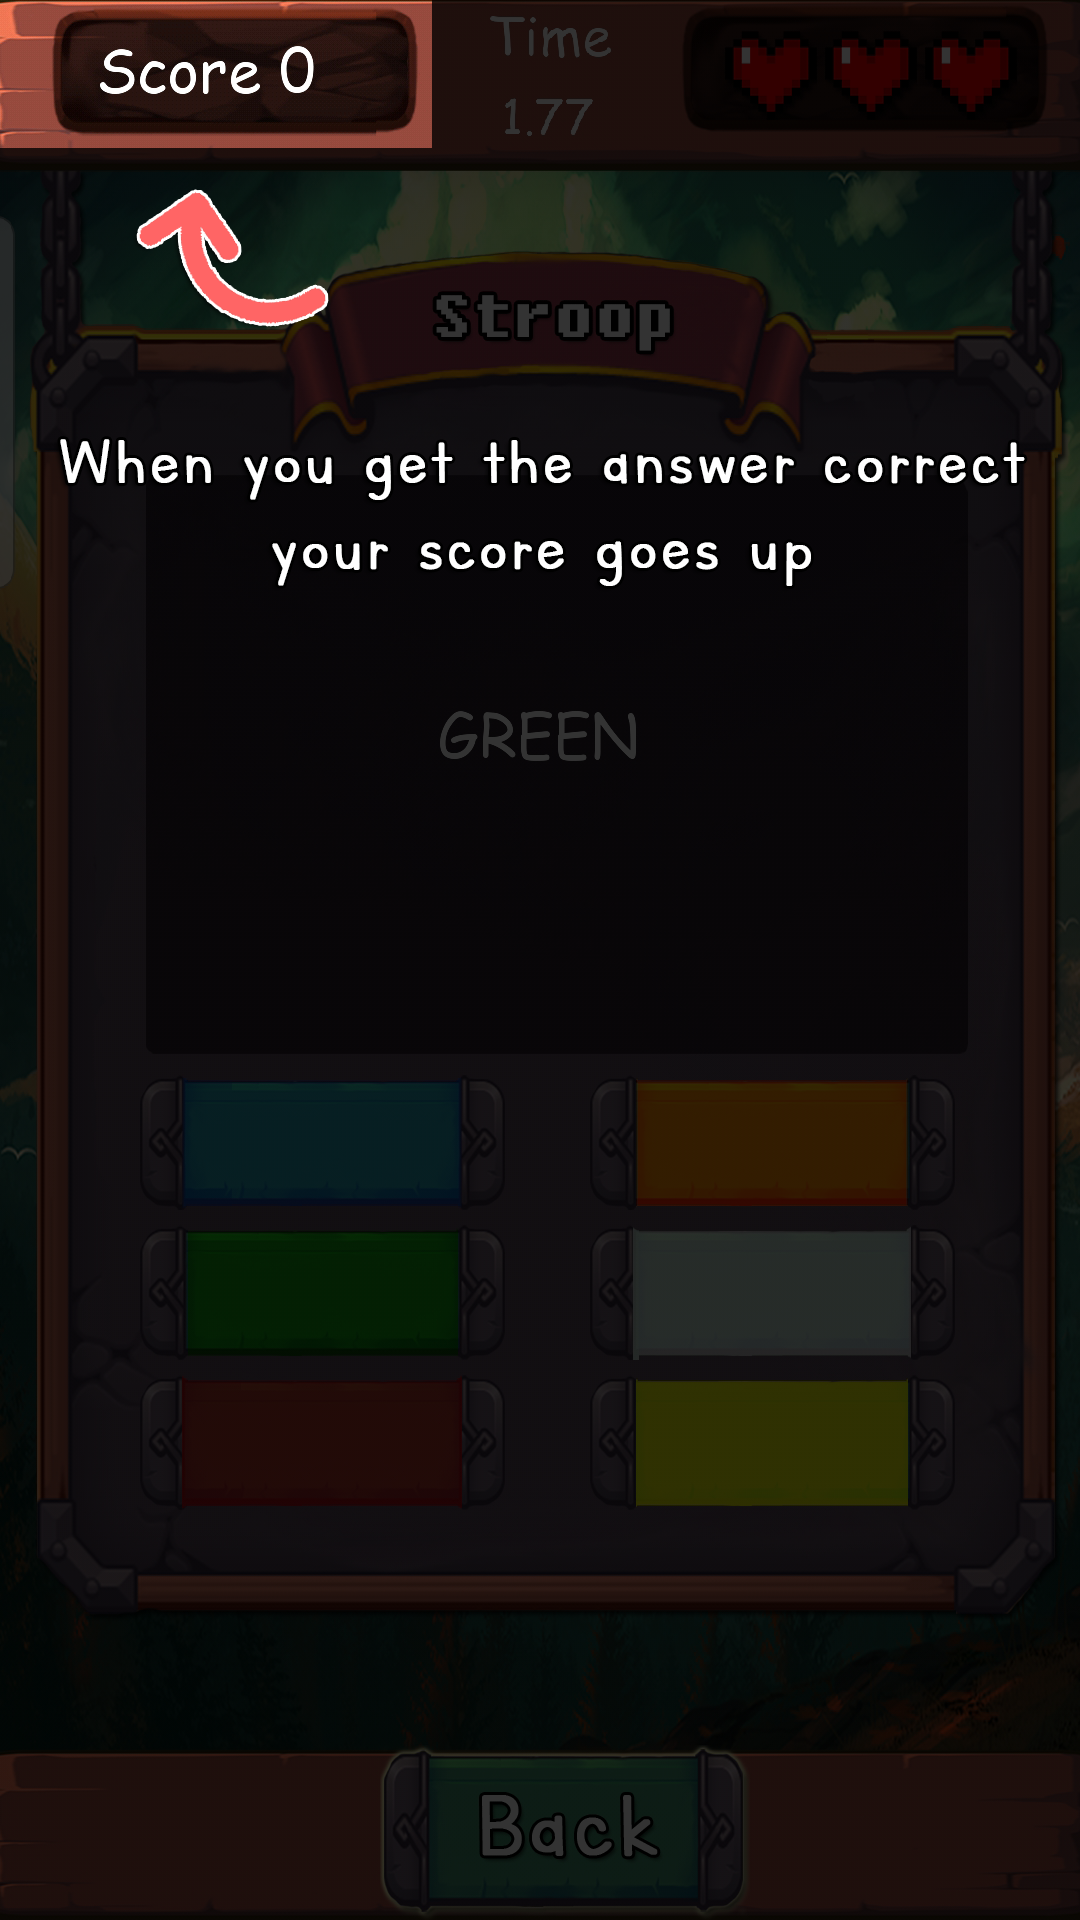 Score 0
Time
1.77
Stroop
When you get the answer correct
your score goes up
GREEN
Back